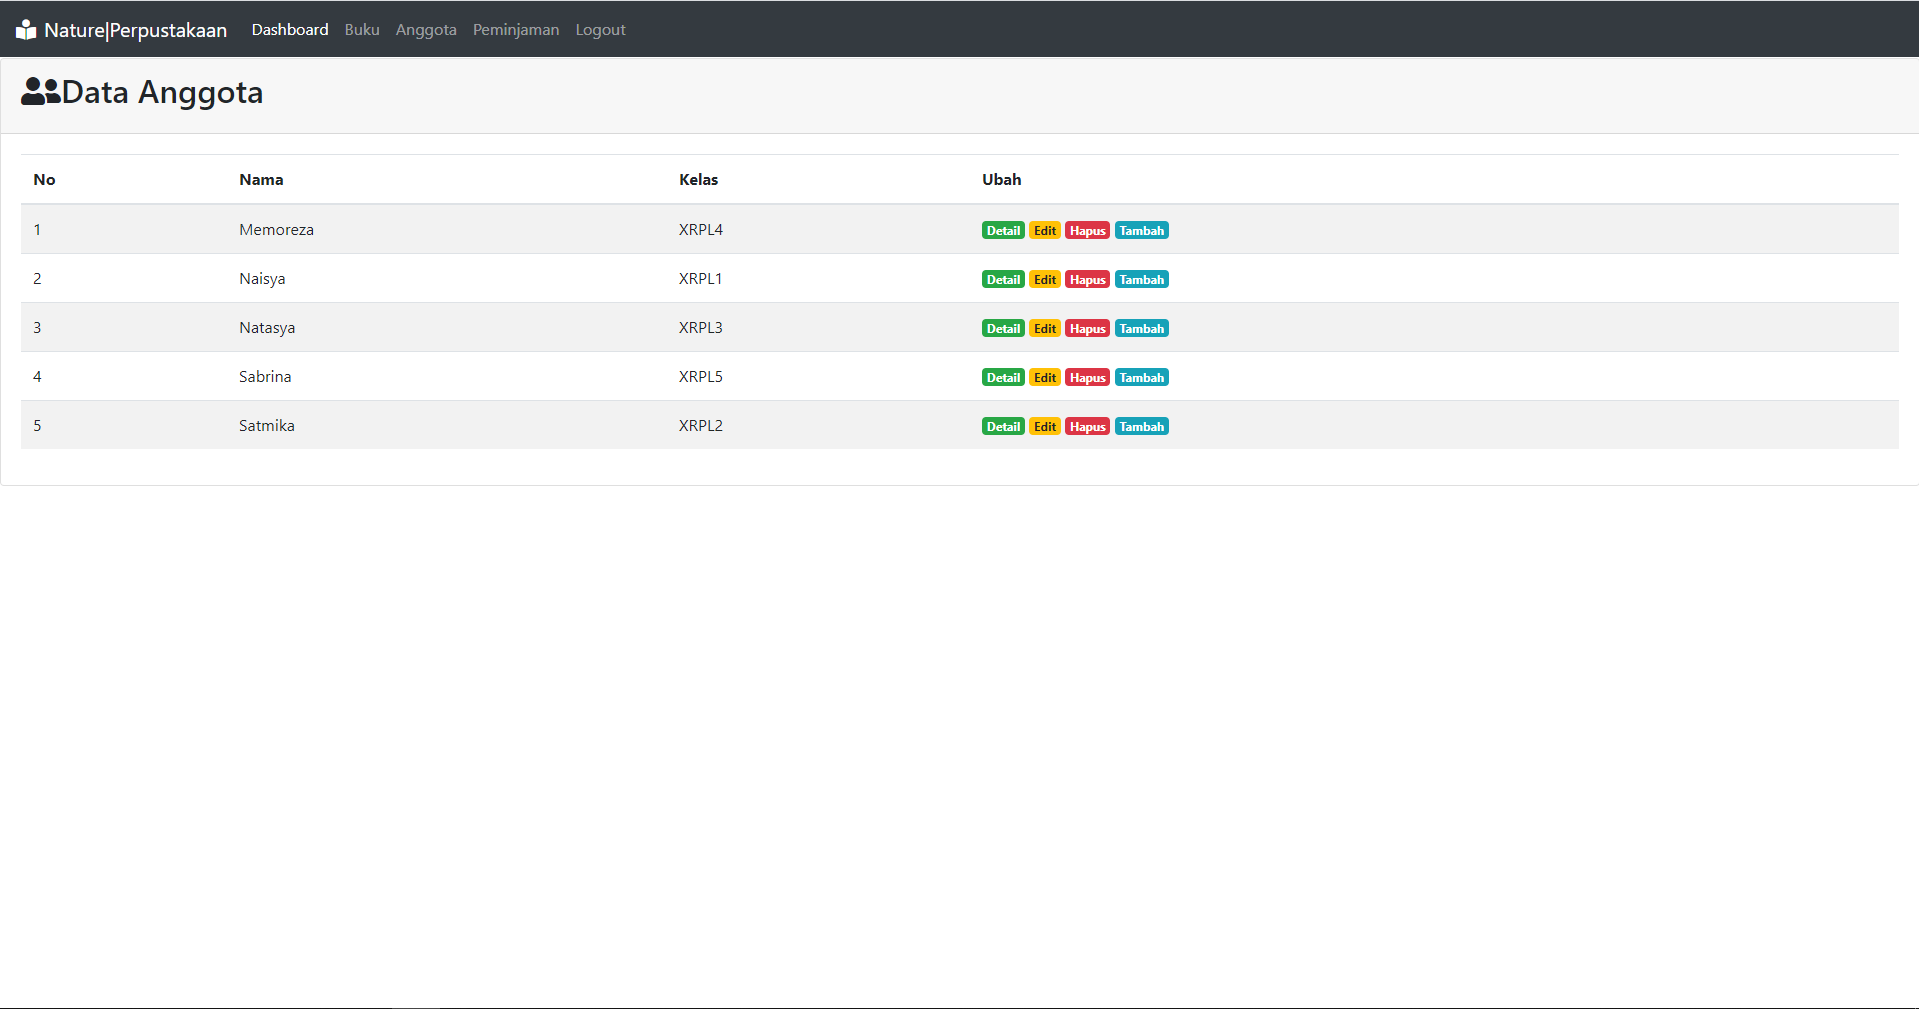 Nature|Perpustakaan Dashboard Buku Anggota Peminjaman Logout
Data Anggota
No Nama Kelas Ubah
1 Memoreza XRPL4 Detail Edit Hapus Tambah
2 Naisya XRPL1 Detail Edit Hapus Tambah
3 Natasya XRPL3 Detail Edit Hapus Tambah
4 Sabrina XRPL5 Detail Edit Hapus Tambah
5 Satmika XRPL2 Detail Edit Hapus Tambah